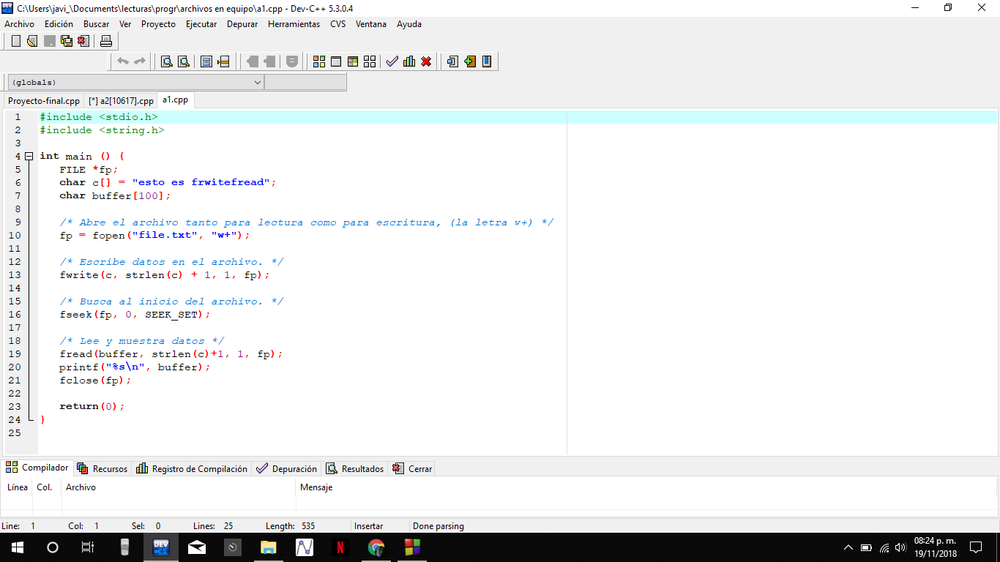 C:\Users\javi_\Documents\lecturas\progr\archivos en equipo\a1.cpp - Dev-C++ 5.3.0.4
Archivo Edición Buscar Ver Proyecto Ejecutar Depurar Herramientas CVS Ventana Ayuda
(globals)
Proyecto-final.cpp [*] a2[10617].cpp a1.cpp
1 #include <stdio.h>
2 #include <string.h>
3
4 int main () {
5 FILE *fp;
6 char c[] = "esto es frwitefread";
7 char buffer[100];
8
9 /* Abre el archivo tanto para lectura como para escritura, (la letra w+) */
10 fp = fopen("file.txt", "w+");
11
12 /* Escribe datos en el archivo. */
13 fwrite(c, strlen(c) + 1, 1, fp);
14
15 /* Busca al inicio del archivo. */
16 fseek(fp, 0, SEEK_SET);
17
18 /* Lee y muestra datos */
19 fread(buffer, strlen(c)+1, 1, fp);
20 printf("%s\n", buffer);
21 fclose(fp);
22
23 return(0);
24 }
25
Compilador Recursos Registro de Compilación Depuración Resultados Cerrar
Línea Col. Archivo Mensaje
Line: 1 Col: 1 Sel: 0 Lines: 25 Length: 535 Insertar Done parsing
DEV N 08:24 p. m.
19/11/2018